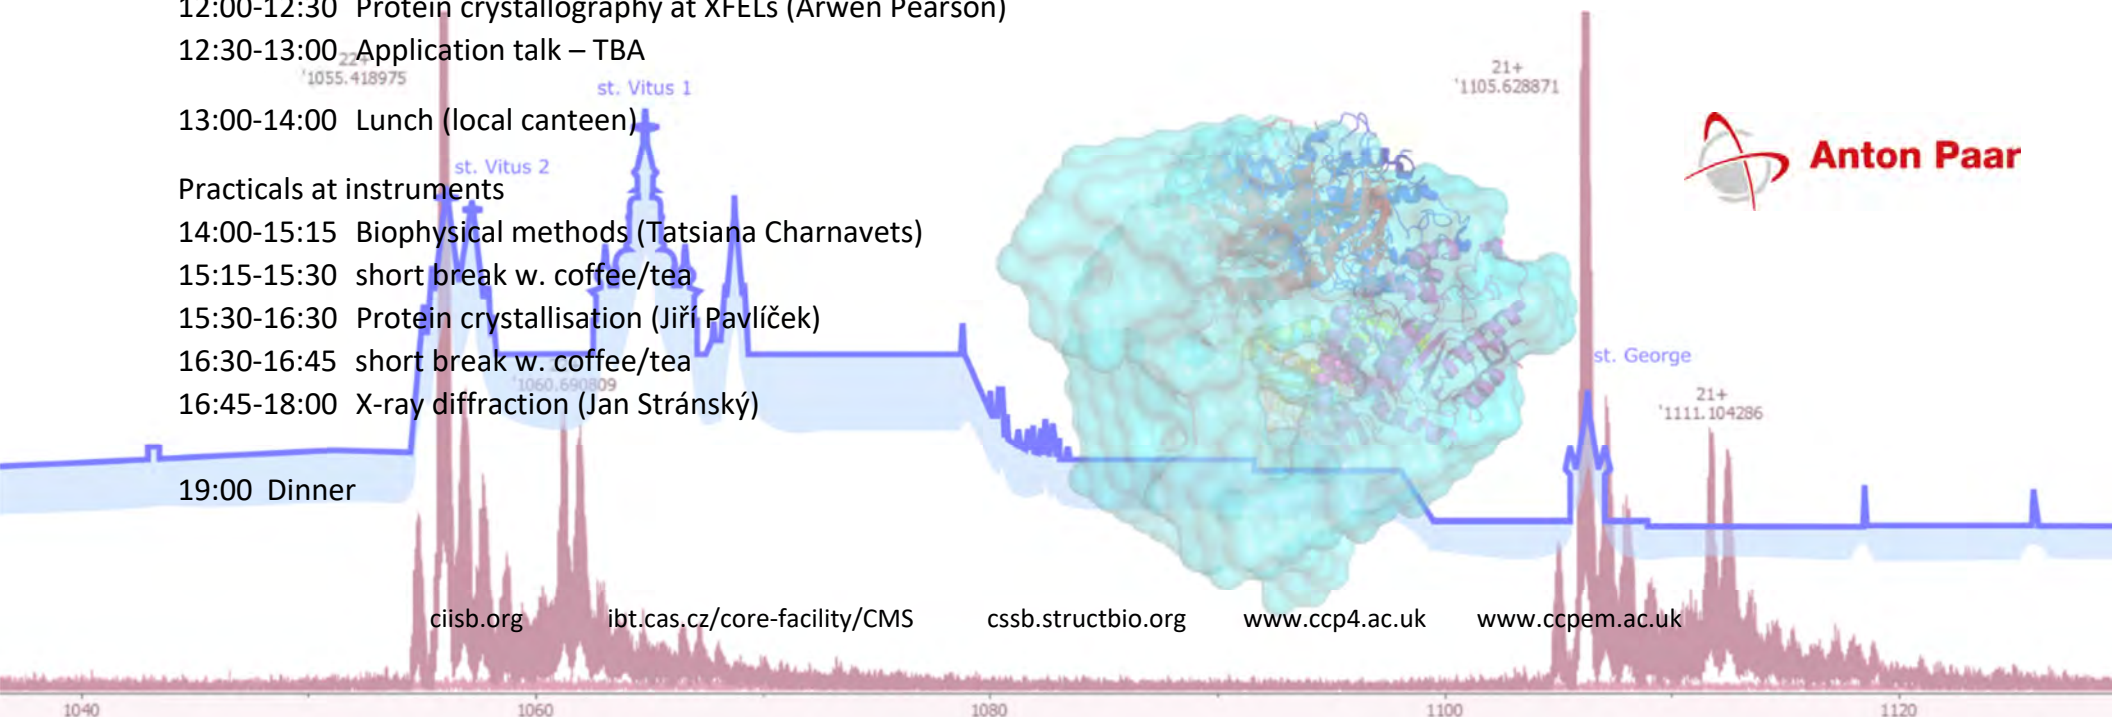 12:00-12:30 Protein crystallography at XFELs (Arwen Pearson)
12:30-13:00 Application talk – TBA
22+
'1055.418975
st. Vitus 1
21+
'1105.628871
13:00-14:00 Lunch (local canteen)
Anton Paar
st. Vitus 2
Practicals at instruments
14:00-15:15 Biophysical methods (Tatsiana Charnavets)
15:15-15:30 short break w. coffee/tea
15:30-16:30 Protein crystallisation (Jiří Pavlíček)
16:30-16:45 short break w. coffee/tea
st. George
'1060.690809
16:45-18:00 X-ray diffraction (Jan Stránský)
21+
'1111.104286
19:00 Dinner
ciisb.org ibt.cas.cz/core-facility/CMS cssb.structbio.org www.ccp4.ac.uk www.ccpem.ac.uk
1040 1060 1080 1100 1120